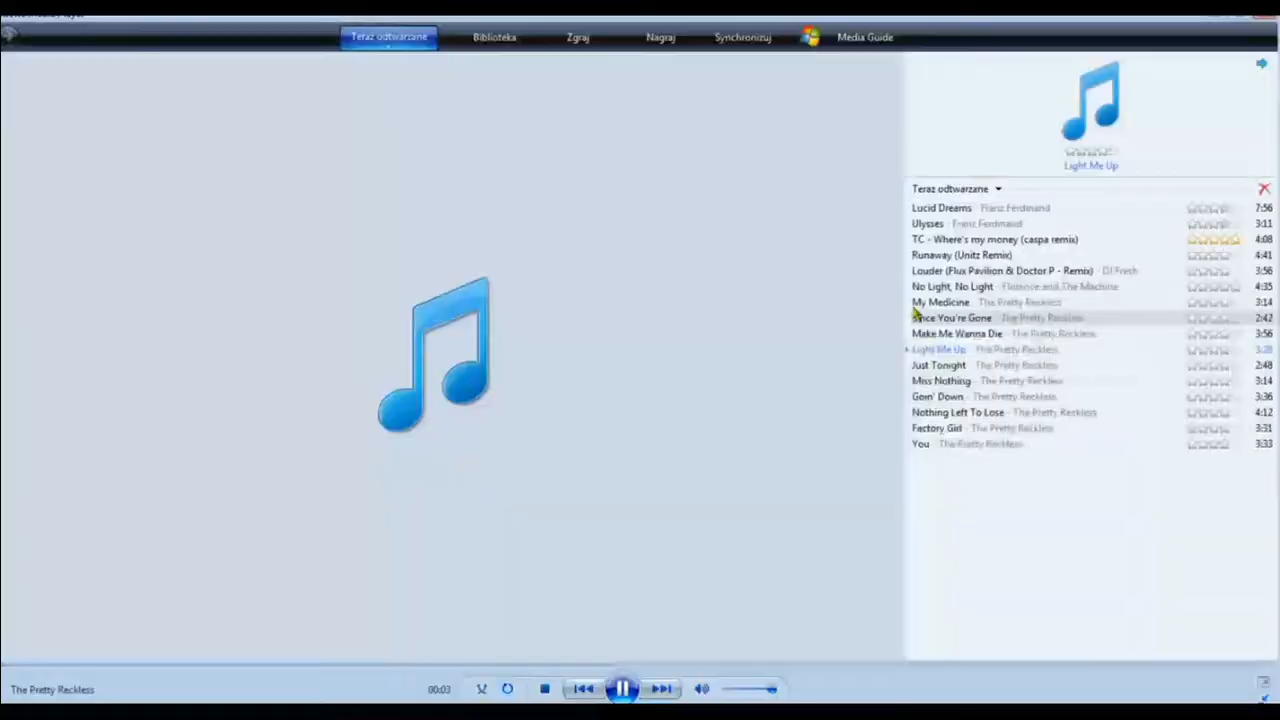 Teraz odtwarzane Biblioteka Zgraj Nagraj Synchronizuj Media Guide
Light Me Up
Teraz odtwarzane
Lucid Dreams Franz Ferdinand 7:56
Ulysses Franz Ferdinand 3:11
TC - Where's my money (caspa remix) 4:08
Runaway (Unitz Remix) 4:41
Louder (Flux Pavilion & Doctor P - Remix) DJ Fresh 3:56
No Light, No Light Florence and The Machine 4:35
My Medicine The Pretty Reckless 3:14
You're Gone The Pretty Reckless 2:42
Make Me Wanna Die The Pretty Reckless 3:56
Light Me Up The Pretty Reckless
Just Tonight The Pretty Reckless 2:48
Miss Nothing The Pretty Reckless 3:14
Goin' Down The Pretty Reckless 3:36
Nothing Left To Lose The Pretty Reckless 4:12
Factory Girl The Pretty Reckless 3:31
You The Pretty Reckless 3:33
The Pretty Reckless 00:03